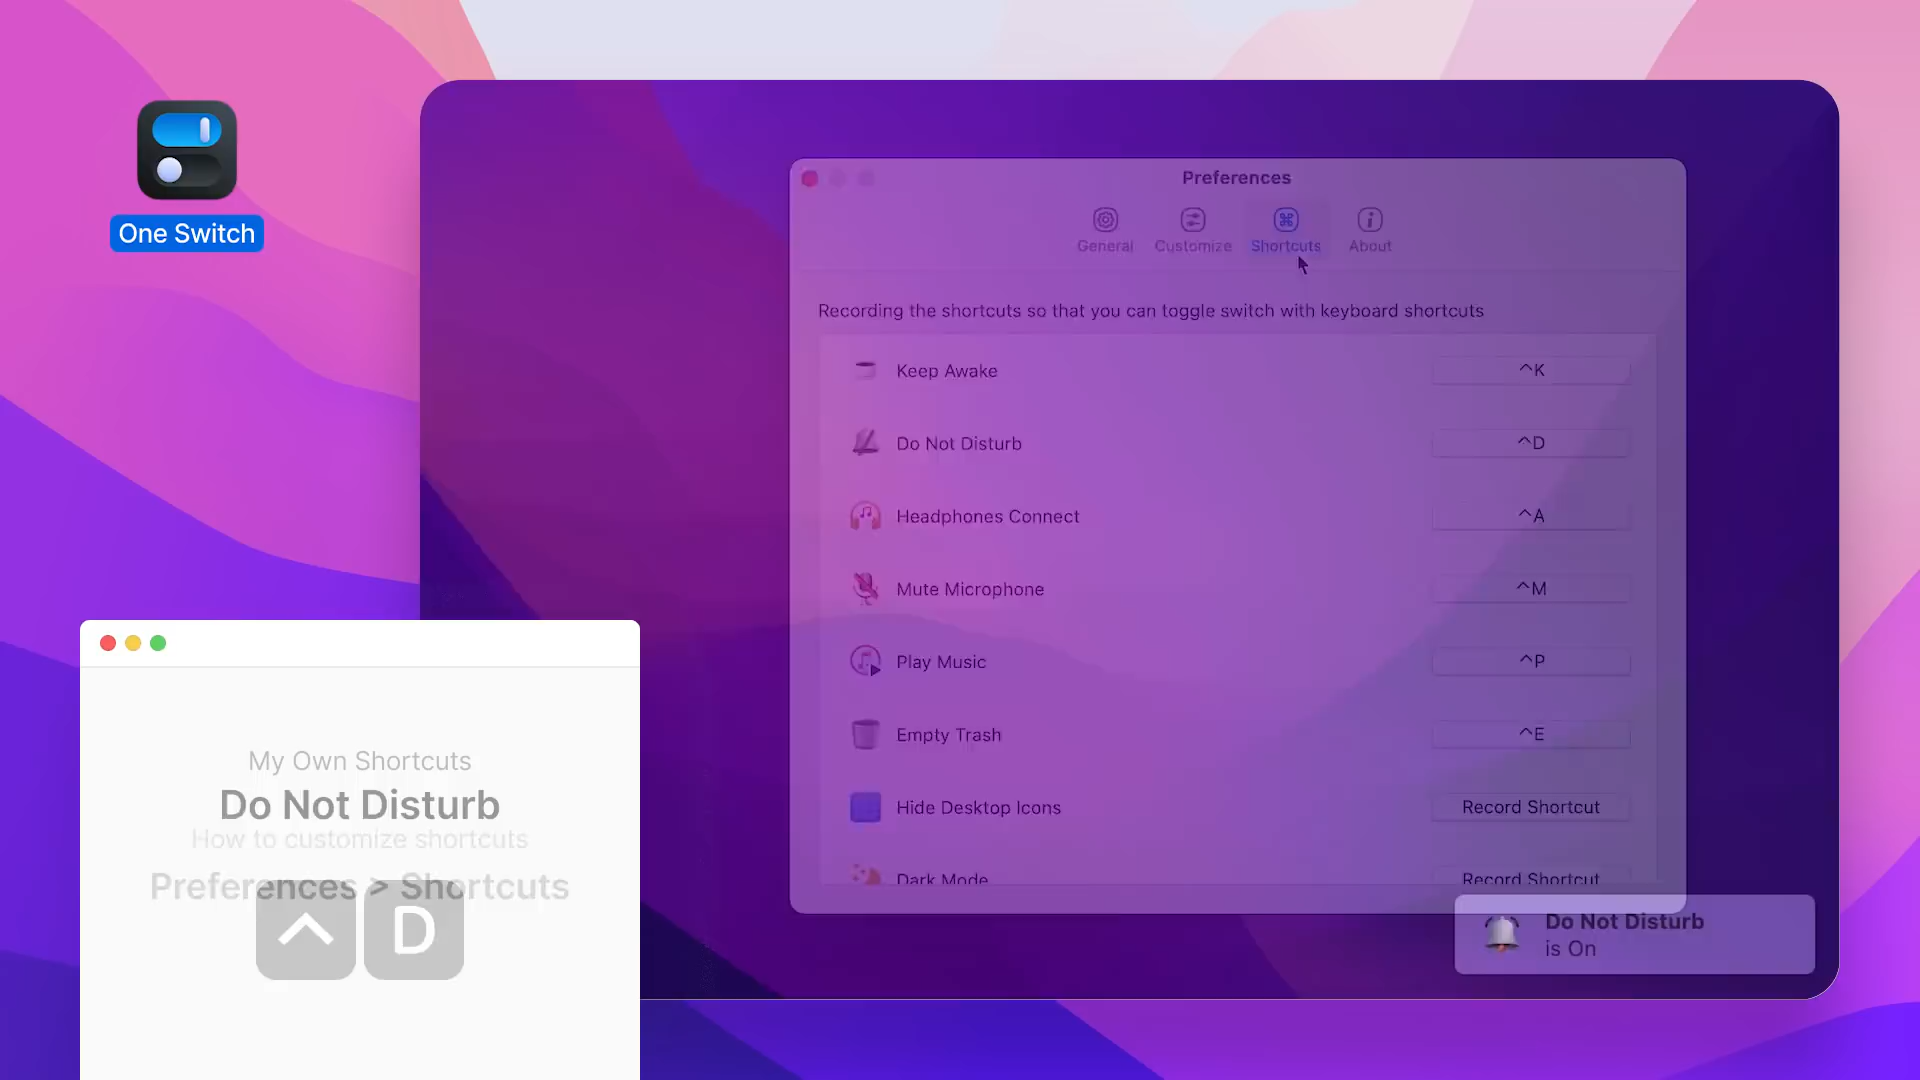 One Switch
Preferences
General
Customize
Shortcuts
About
Recording the shortcuts so that you can toggle switch with keyboard shortcuts
Keep Awake
^K
Do Not Disturb
^D
Headphones Connect
^A
Mute Microphone
^M
Play Music
^P
Empty Trash
^E
Hide Desktop Icons
Record Shortcut
Dark Mode
Record Shortcut
Do Not Disturb
is On
My Own Shortcuts
Do Not Disturb
How to customize shortcuts
Preferences > Shortcuts
^ D